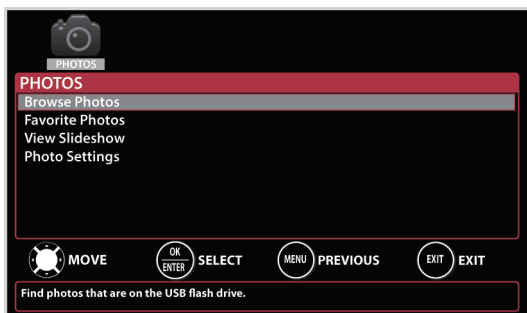 PHOTOS
PHOTOS
Browse Photos
Favorite Photos
View Slideshow
Photo Settings
MOVE OK ENTER SELECT MENU PREVIOUS EXIT EXIT
Find photos that are on the USB flash drive.